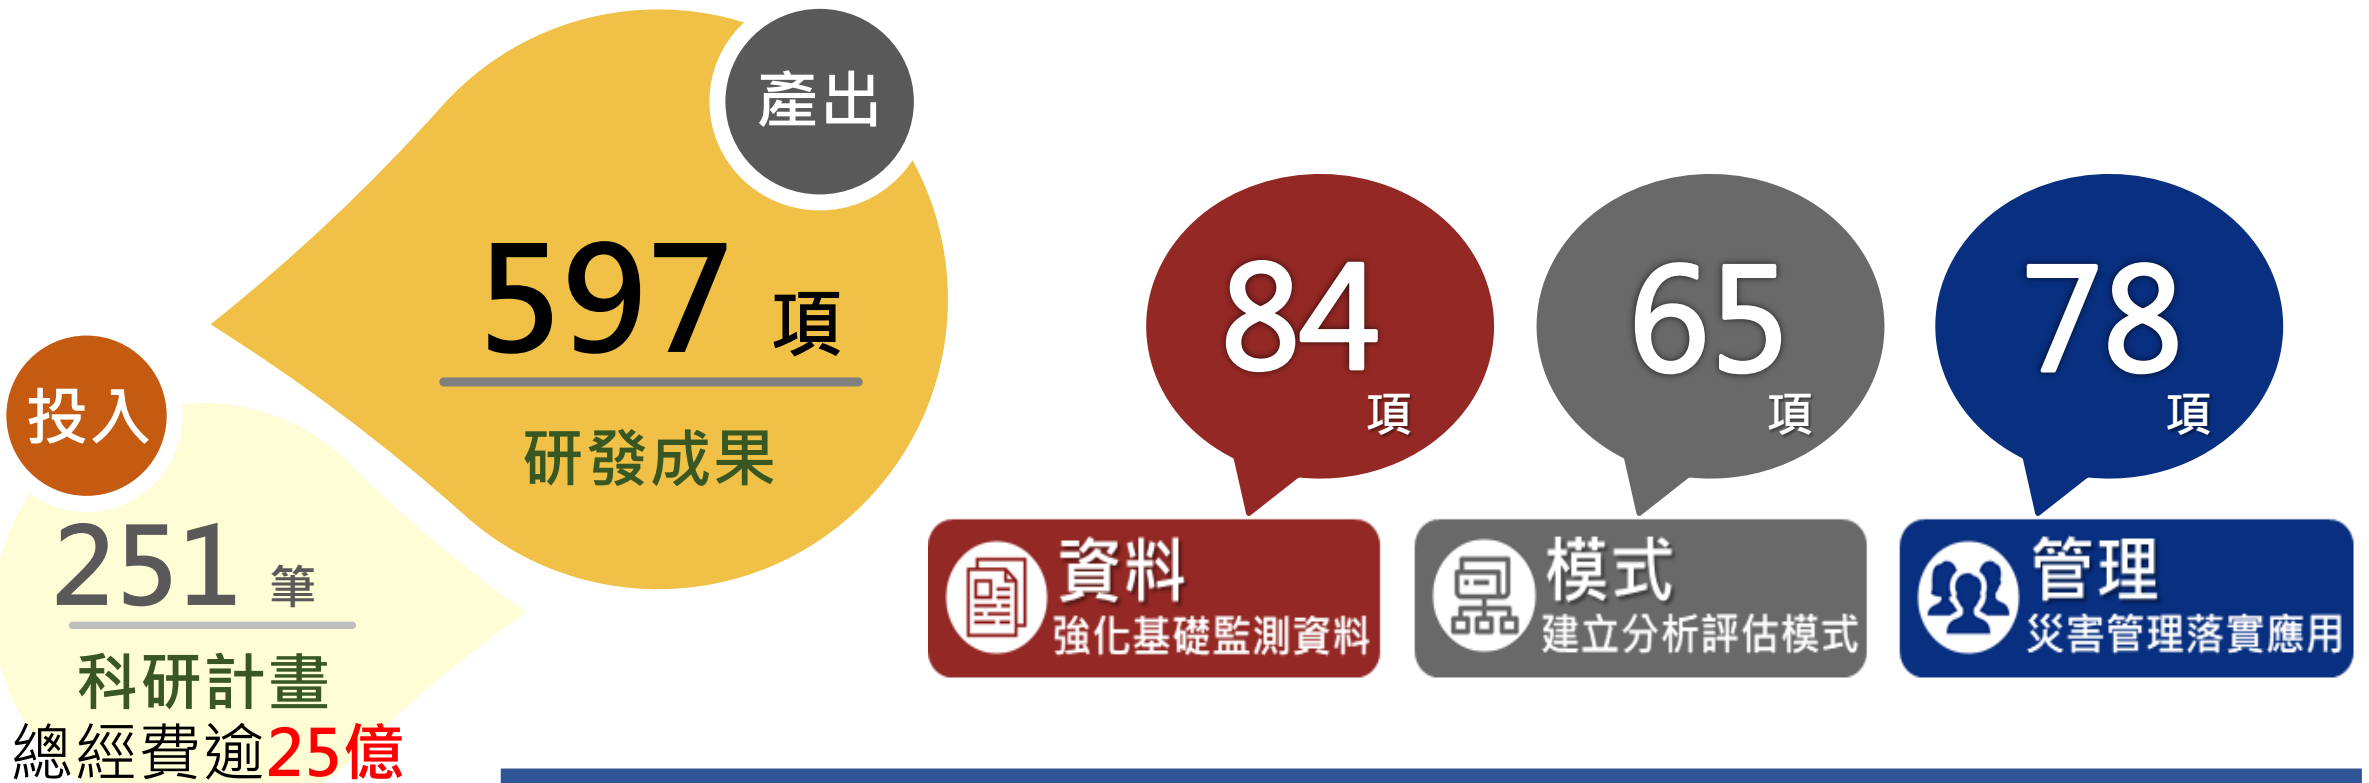 產出
597 項
研發成果
投入
251 筆
科研計畫
總經費逾25億
84
項
資料
強化基礎監測資料
65
項
模式
建立分析評估模式
78
項
管理
災害管理落實應用